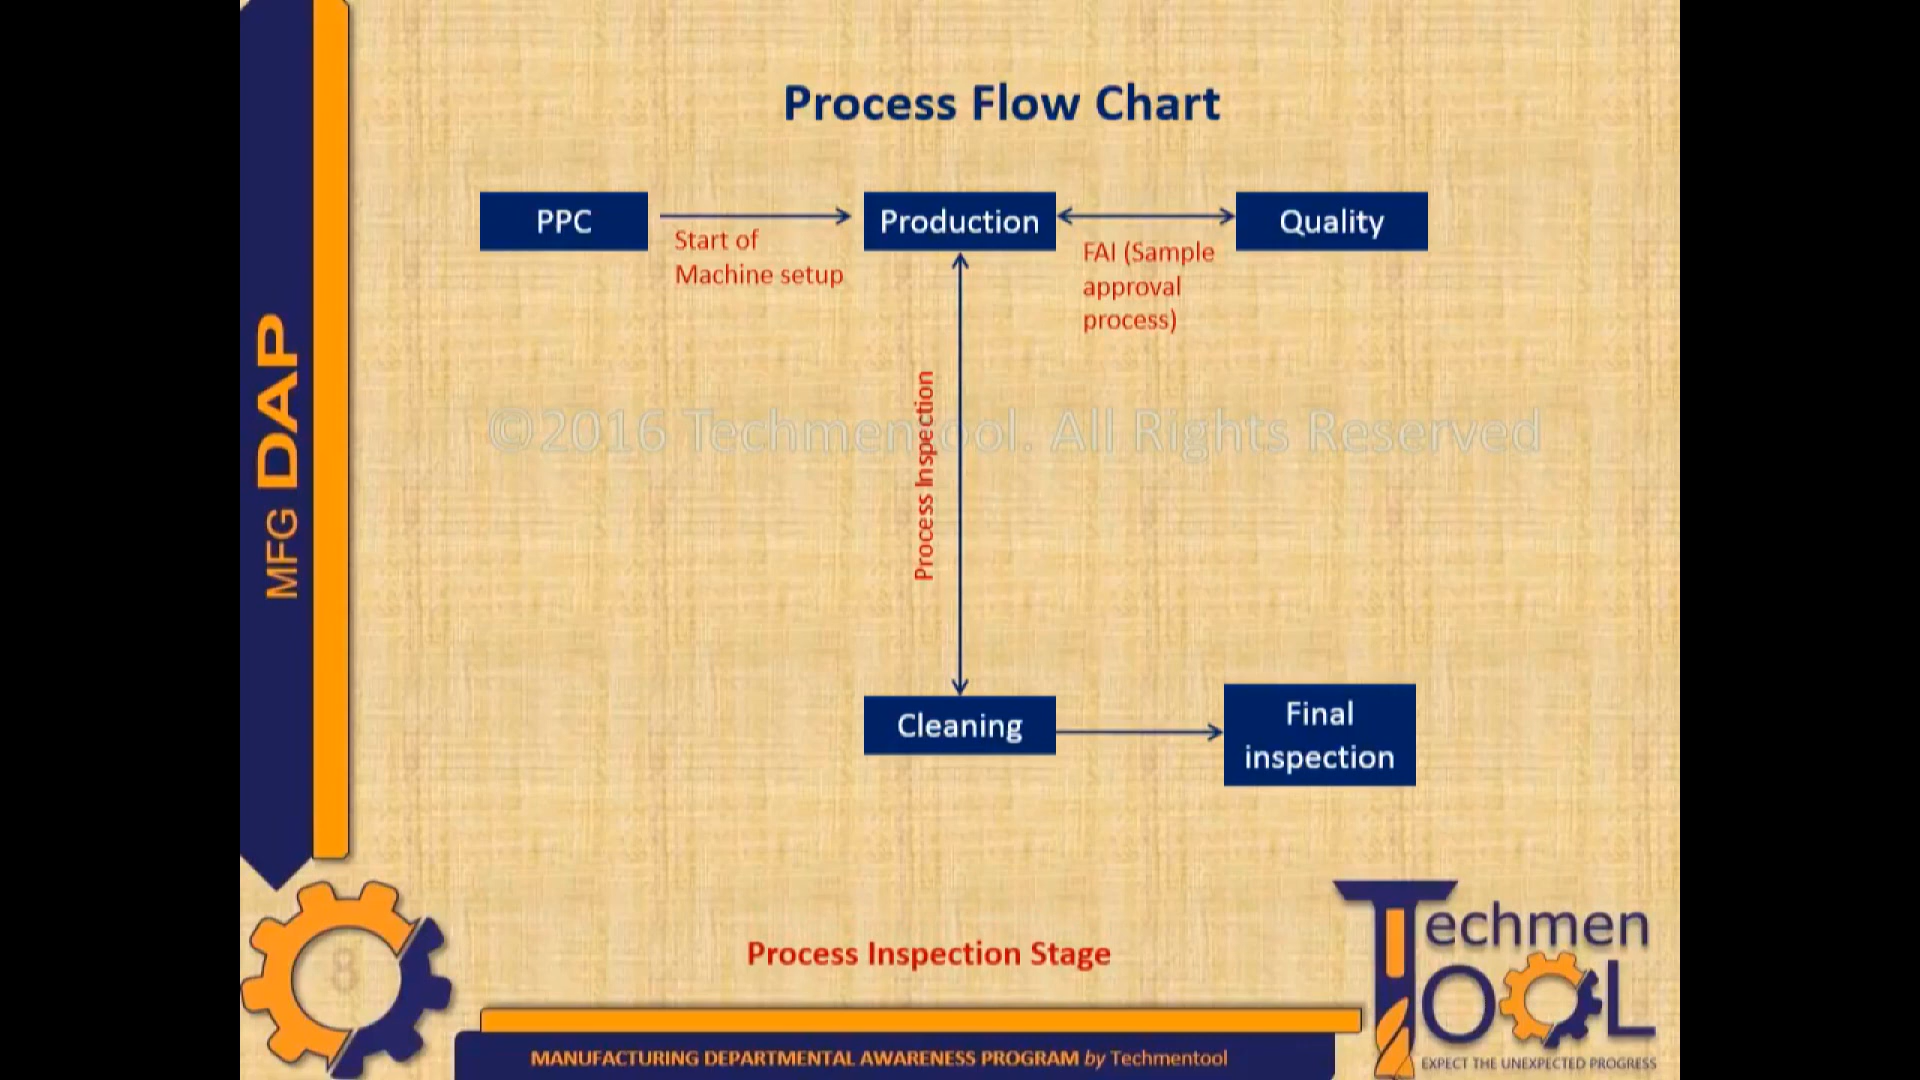 Process Flow Chart
PPC
Start of
Machine setup
Production
FAI (Sample
approval
process)
Quality
Process Inspection
©2016 Techmentool. All Rights Reserved
MFG DAP
Cleaning
Final
inspection
8
Process Inspection Stage
MANUFACTURING DEPARTMENTAL AWARENESS PROGRAM by Techmentool
Techmen
TOOL
EXPECT THE UNEXPECTED PROGRESS